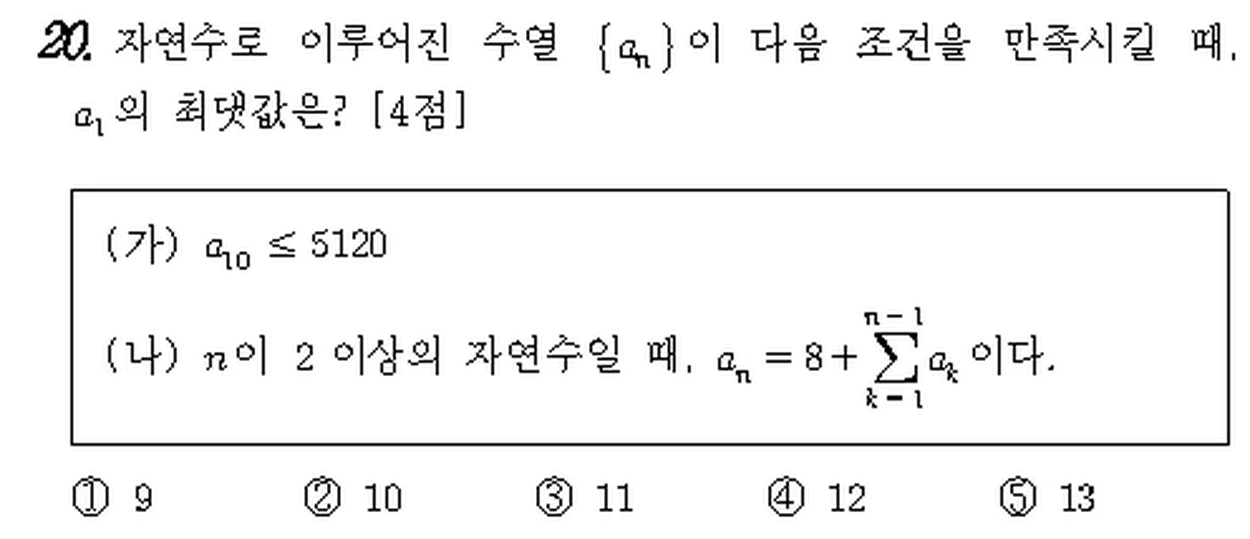 20. 자연수로 이루어진 수열 {aₙ}이 다음 조건을 만족시킬 때,
a₁의 최댓값은? [4점]
(가) a₁₀ ≤ 5120
(나) n이 2 이상의 자연수일 때, aₙ = 8 + ∑_{k=1}^{n-1} aₖ 이다.
① 9 ② 10 ③ 11 ④ 12 ⑤ 13